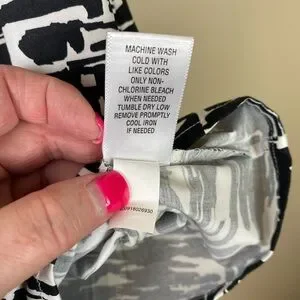 MACHINE WASH
COLD WITH
LIKE COLORS
ONLY NON-
CHLORINE BLEACH
WHEN NEEDED
TUMBLE DRY LOW
REMOVE PROMPTLY
COOL IRON
IF NEEDED